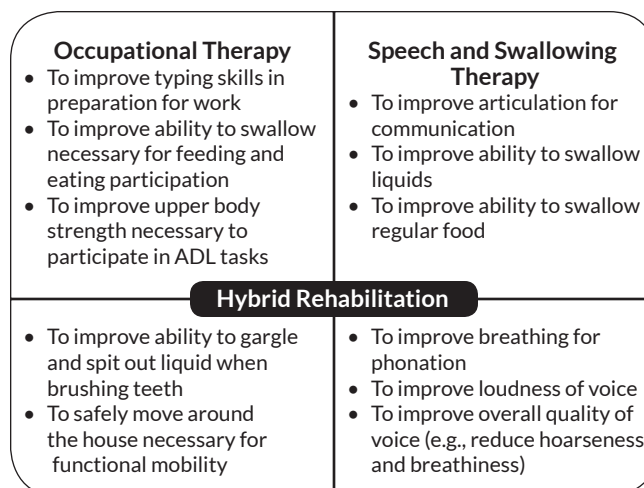 Occupational Therapy
• To improve typing skills in
preparation for work
• To improve ability to swallow
necessary for feeding and
eating participation
• To improve upper body
strength necessary to
participate in ADL tasks
Speech and Swallowing
Therapy
• To improve articulation for
communication
• To improve ability to swallow
liquids
• To improve ability to swallow
regular food
Hybrid Rehabilitation
• To improve ability to gargle
and spit out liquid when
brushing teeth
• To safely move around
the house necessary for
functional mobility
• To improve breathing for
phonation
• To improve loudness of voice
• To improve overall quality of
voice (e.g., reduce hoarseness
and breathiness)